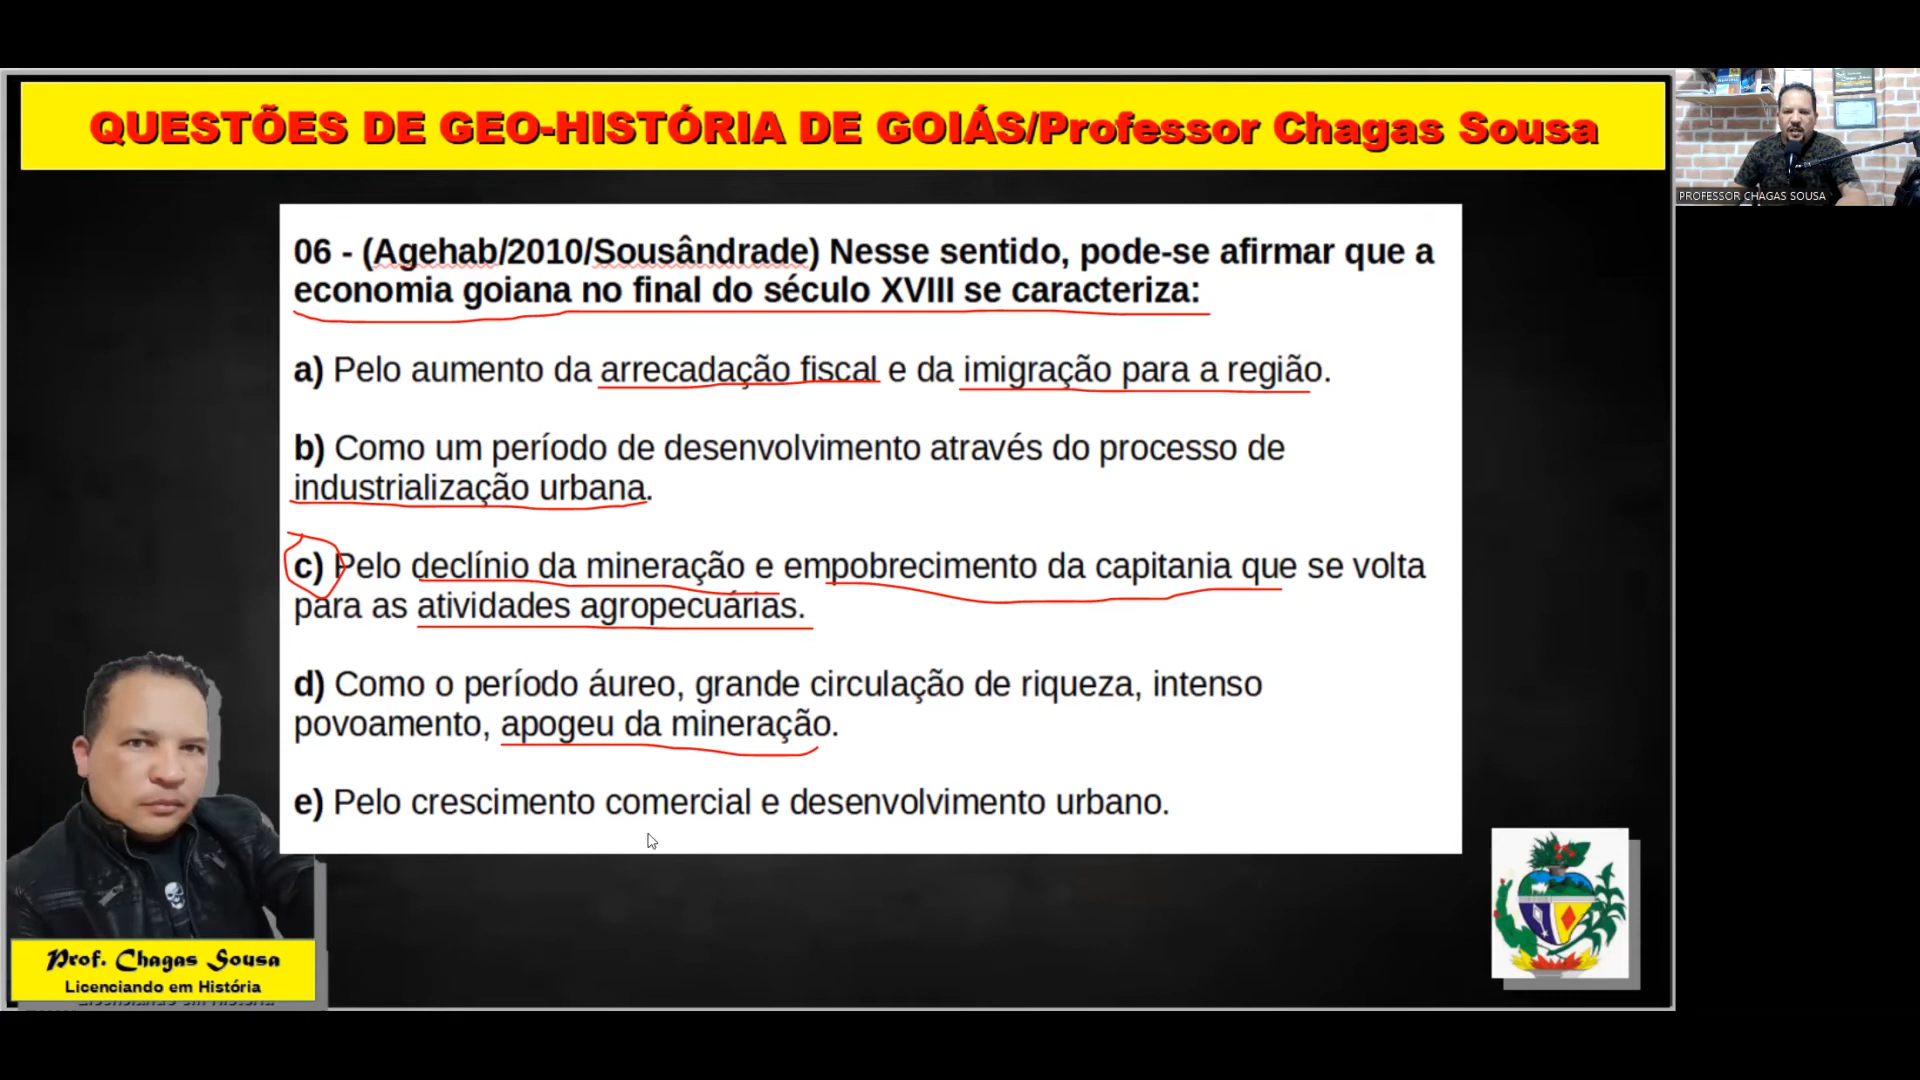 QUESTÕES DE GEO-HISTÓRIA DE GOIÁS/Professor Chagas Sousa
PROFESSOR CHAGAS SOUSA
06 - (Agehab/2010/Sousândrade) Nesse sentido, pode-se afirmar que a
economia goiana no final do século XVIII se caracteriza:
a) Pelo aumento da arrecadação fiscal e da imigração para a região.
b) Como um período de desenvolvimento através do processo de
industrialização urbana.
c) Pelo declínio da mineração e empobrecimento da capitania que se volta
para as atividades agropecuárias.
d) Como o período áureo, grande circulação de riqueza, intenso
povoamento, apogeu da mineração.
e) Pelo crescimento comercial e desenvolvimento urbano.
Prof. Chagas Sousa
Licenciando em História